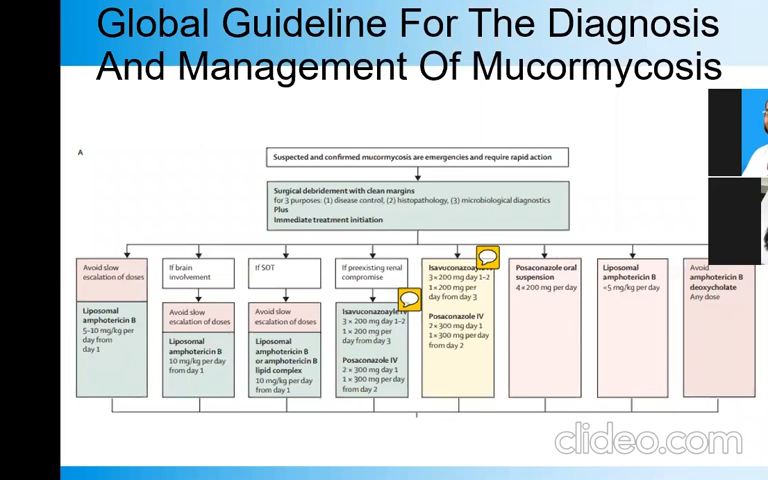 Global Guideline For The Diagnosis
And Management Of Mucormycosis
A
Suspected and confirmed mucormycosis are emergencies and require rapid action
Surgical debridement with clean margins
for 3 purposes: (1) disease control, (2) histopathology, (3) microbiological diagnostics
Plus
Immediate treatment initiation
Avoid slow
escalation of doses
Liposomal
amphotericin B
5–10 mg/kg per
day from
day 1
If brain
involvement
Avoid slow
escalation of doses
Liposomal
amphotericin B
10 mg/kg per day
from day 1
If SOT
Avoid slow
escalation of doses
Liposomal
amphotericin B
or amphotericin B
lipid complex
10 mg/kg per day
from day 1
If preexisting renal
compromise
3 × 200 mg day 1–2
1 × 200 mg per
day from day 3
Posaconazole IV
2 × 300 mg day 1
1 × 300 mg per day
from day 2
3 × 200 mg day 1–2
1 × 200 mg per
day from day 3
Posaconazole IV
2 × 300 mg day 1
1 × 300 mg per day
from day 2
Posaconazole oral
suspension
4 × 200 mg per day
Liposomal
amphotericin B
<5 mg/kg per day
Avoid
amphotericin B
deoxycholate
Any dose
clideo.com